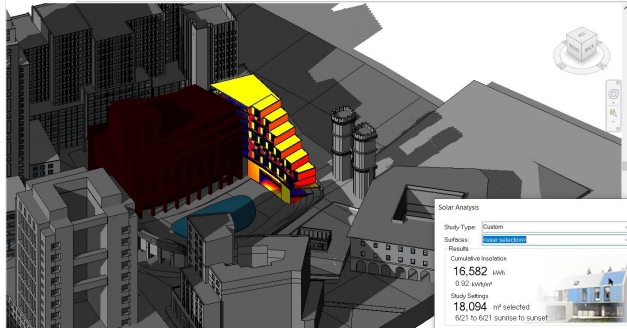 Solar Analysis
Study Type: Custom
Surfaces: <user selection>
Results
Cumulative Insolation
16,582 kWh
0.92 kWh/m²
Study Settings
18,094 m² selected
6/21 to 6/21 sunrise to sunset